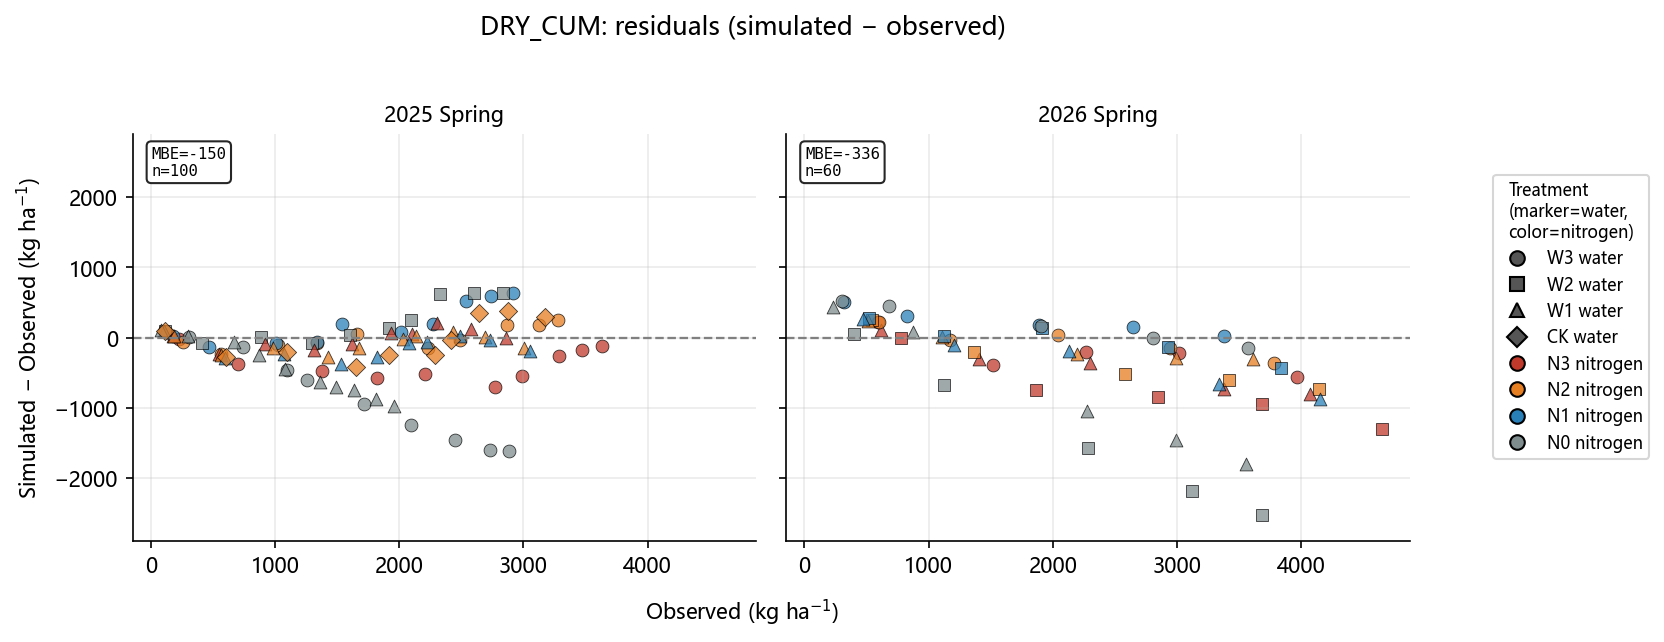 DRY_CUM: residuals (simulated − observed)
2025 Spring
2026 Spring
MBE=-150
n=100
MBE=-336
n=60
Simulated − Observed (kg ha⁻¹)
2000
1000
0
−1000
−2000
0 1000 2000 3000 4000
0 1000 2000 3000 4000
Observed (kg ha⁻¹)
Treatment
(marker=water,
color=nitrogen)
W3 water
W2 water
W1 water
CK water
N3 nitrogen
N2 nitrogen
N1 nitrogen
N0 nitrogen